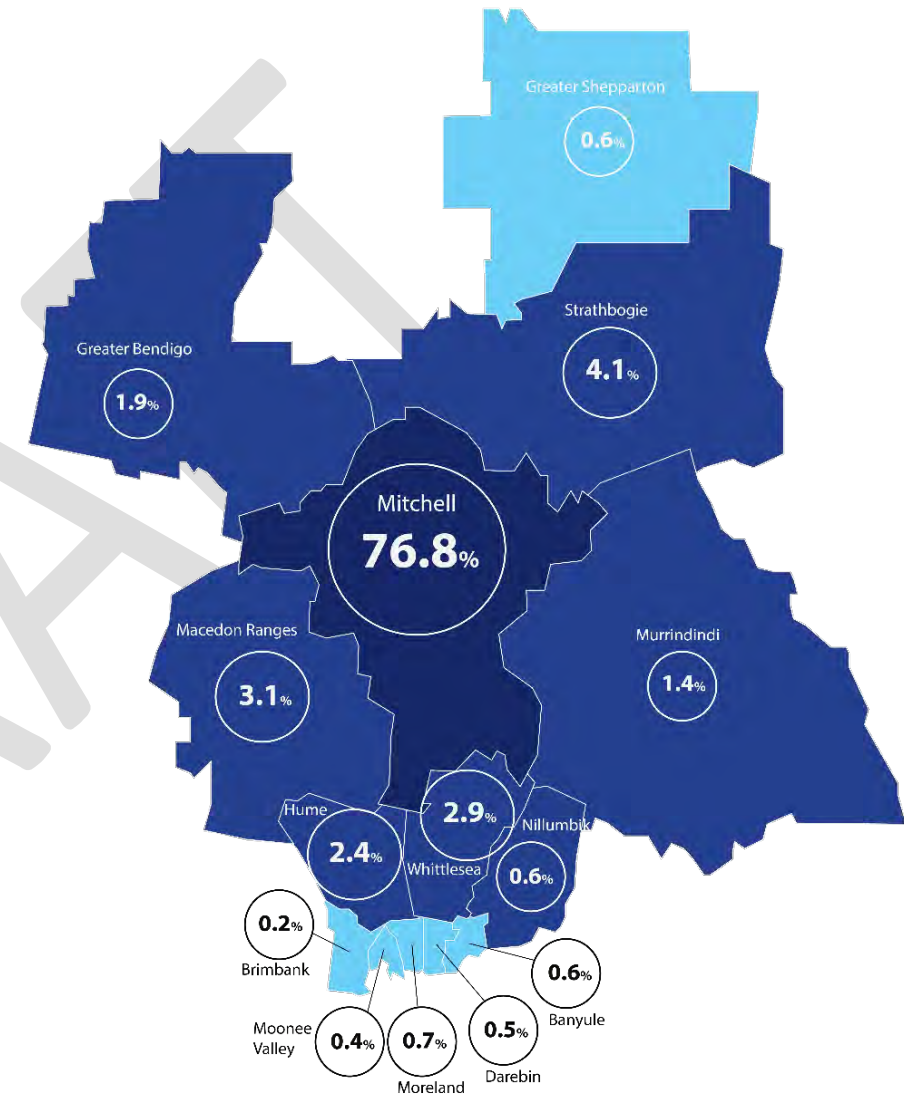 Greater Shepparton
0.6%
Strathbogie
4.1%
Greater Bendigo
1.9%
Mitchell
76.8%
Macedon Ranges
3.1%
Murrindindi
1.4%
Hume
2.4%
2.9%
Whittlesea
Nillumbik
0.6%
0.2%
Brimbank
0.6%
Banyule
Moonee
Valley
0.4%
0.7%
Moreland
0.5%
Darebin